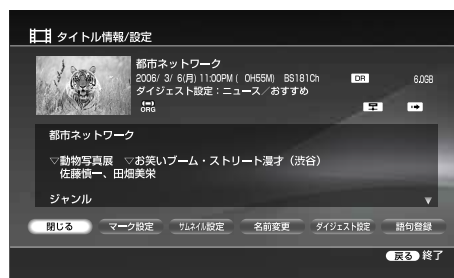 タイトル情報/設定
都市ネットワーク
2006/ 3/ 6(月) 11:00PM ( 0H55M) BS181Ch DR 6.0GB
ダイジェスト設定：ニュース／おすすめ
ORG
都市ネットワーク
▽動物写真展 ▽お笑いブーム・ストリート漫才（渋谷）
佐藤慎一、田畑美栄
ジャンル
閉じる マーク設定 サムネイル設定 名前変更 ダイジェスト設定 語句登録
戻る 終了